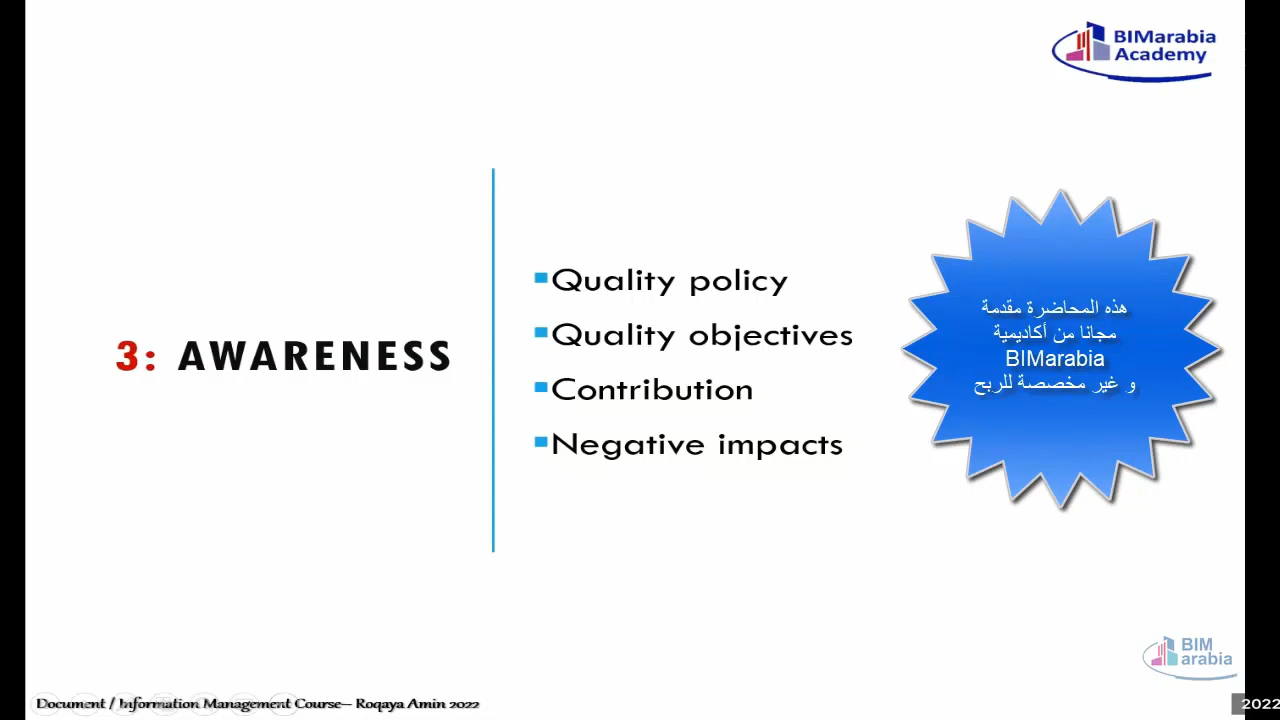 BIMarabia
Academy
3: AWARENESS
Quality policy
Quality objectives
Contribution
Negative impacts
هذه المحاضرة مقدمة
مجانا من أكاديمية
BIMarabia
و غير مخصصة للربح
BIM
arabia
Document / Information Management Course– Roqaya Amin 2022
2022